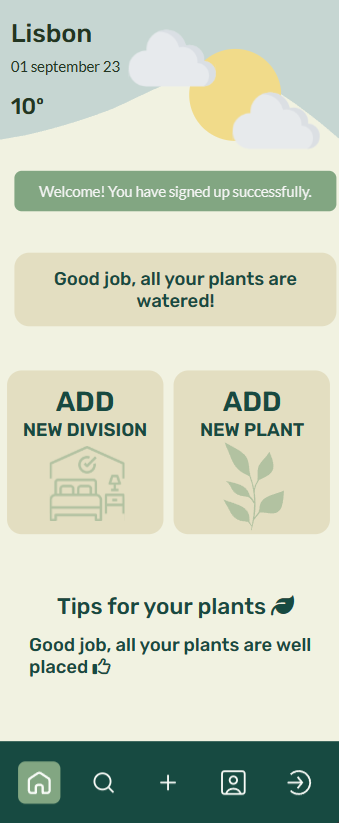 Lisbon
01 september 23
10º
Welcome! You have signed up successfully.
Good job, all your plants are
watered!
ADD
NEW DIVISION
ADD
NEW PLANT
Tips for your plants
Good job, all your plants are well
placed